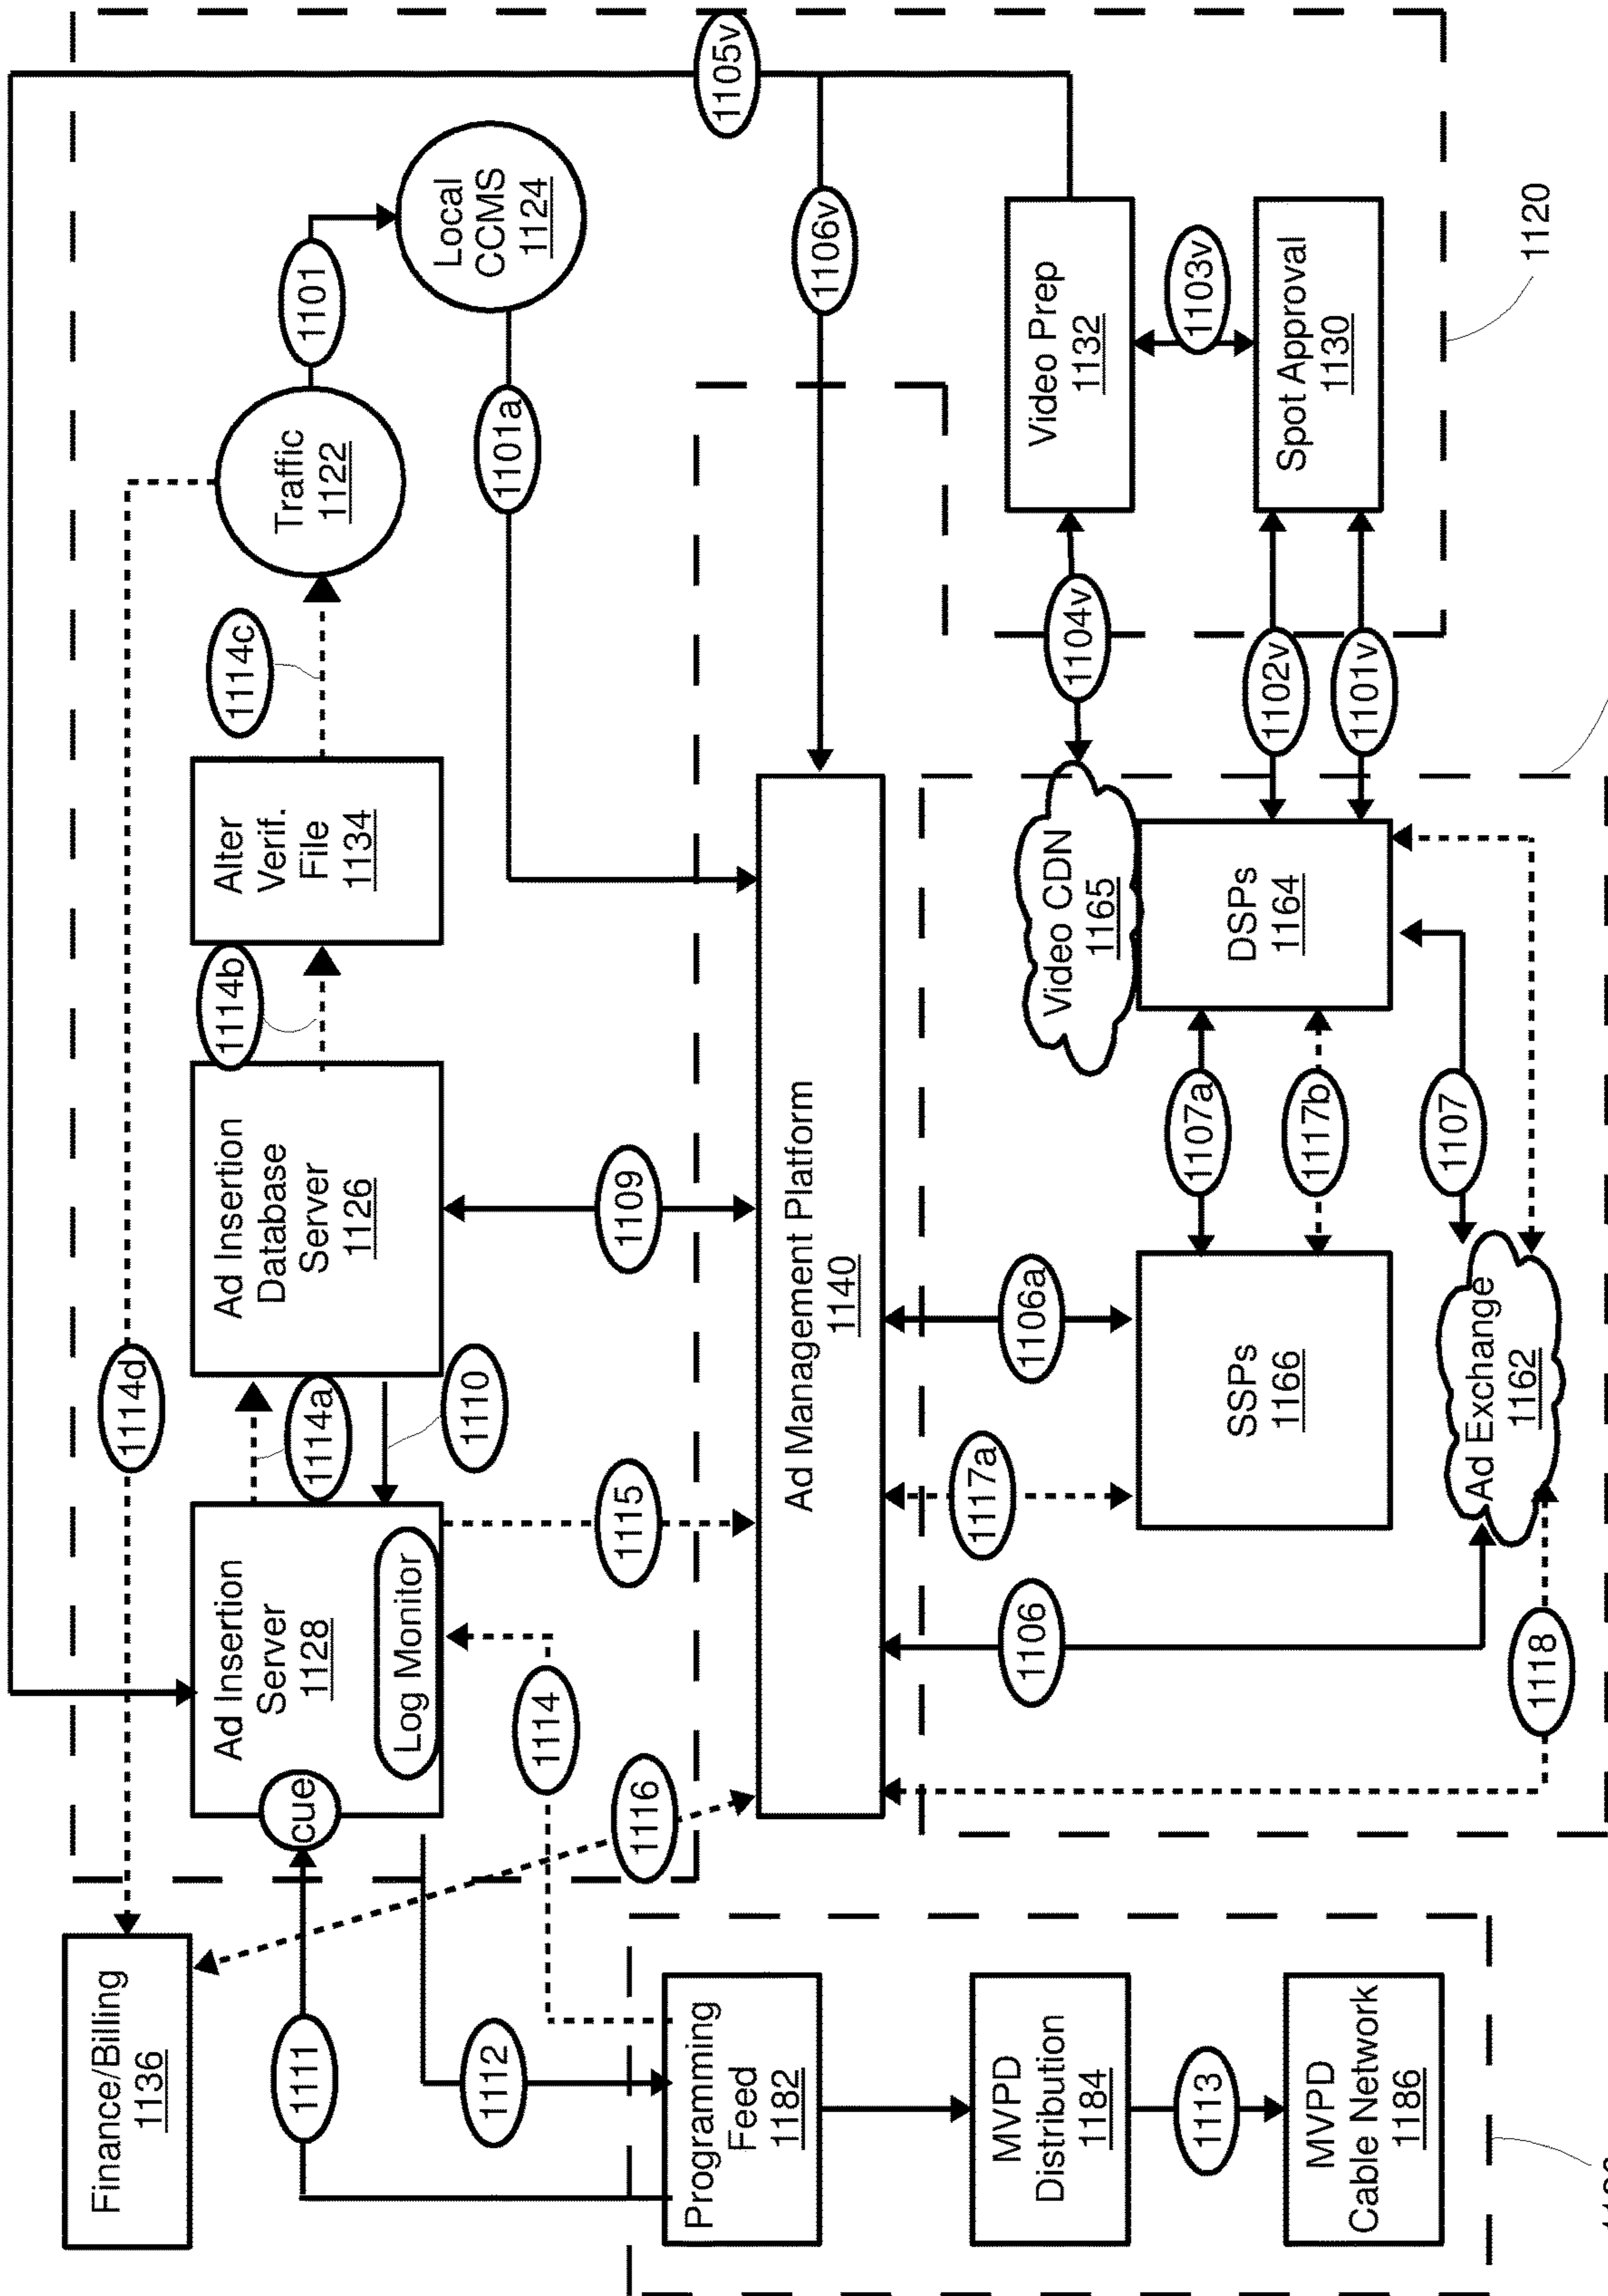 Finance/Billing
1136
1114d
1105v
1111
cue
Ad Insertion
Server
1128
Log Monitor
1114a
1110
Ad Insertion
Database
Server
1126
1114b
Alter
Verif.
File
1134
1114c
Traffic
1122
1101
Local
CCMS
1124
1101a
1112
1114
1116
1115
1109
1106v
Programming
Feed
1182
Ad Management Platform
1140
MVPD
Distribution
1184
1113
MVPD
Cable Network
1186
1106
1117a
1106a
1118
SSPs
1166
Ad Exchange
1162
1107a
1117b
1107
Video CDN
1165
DSPs
1164
1104v
1102v
1101v
Video Prep
1132
1103v
Spot Approval
1130
1120